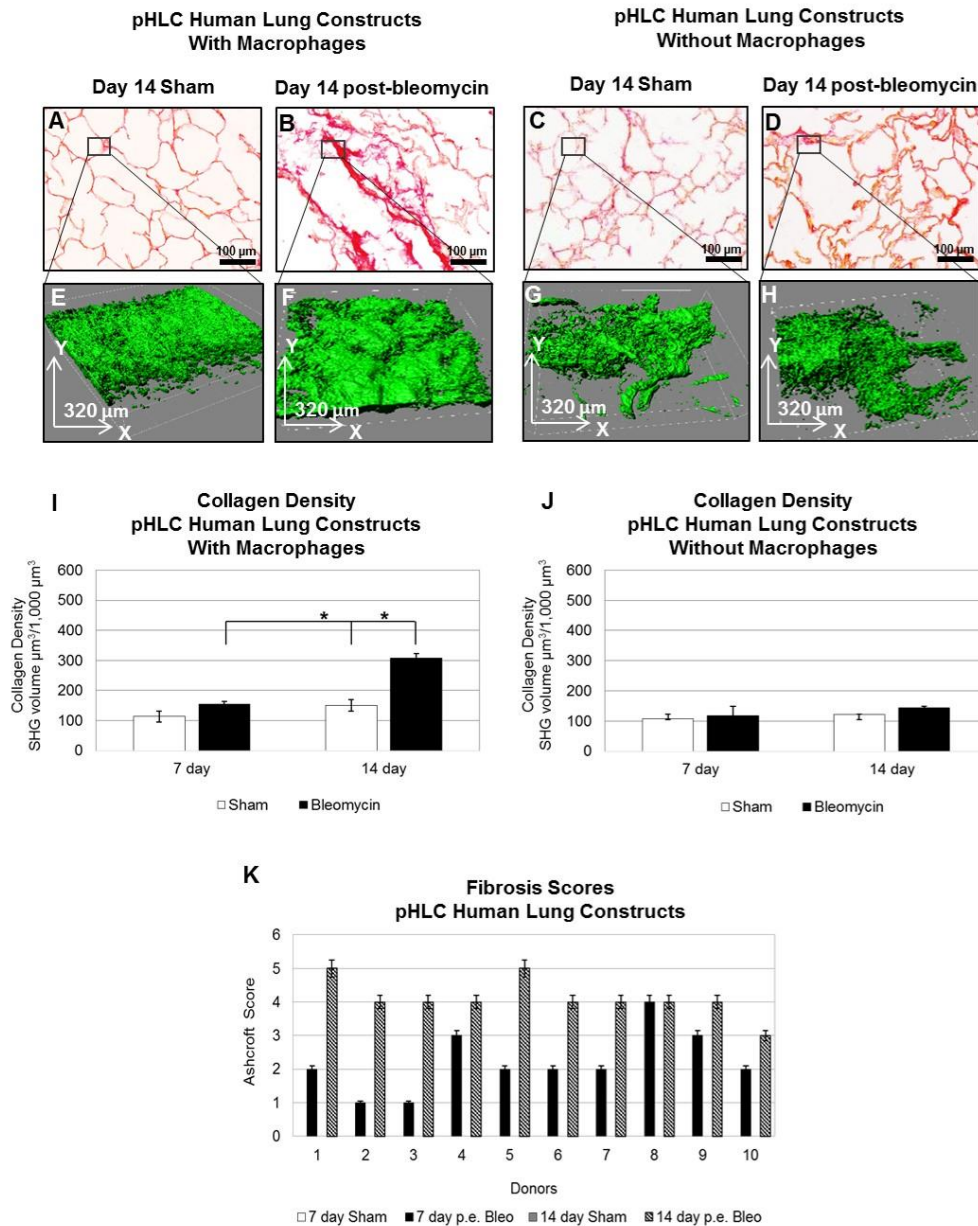 pHLC Human Lung Constructs
With Macrophages
pHLC Human Lung Constructs
Without Macrophages
Day 14 Sham
Day 14 post-bleomycin
Day 14 Sham
Day 14 post-bleomycin
A
100 µm
B
100 µm
C
100 µm
D
100 µm
E
Y
320 µm
X
F
Y
320 µm
X
G
Y
320 µm
X
H
Y
320 µm
X
I
Collagen Density
pHLC Human Lung Constructs
With Macrophages
Collagen Density
SHG volume µm³/1,000 µm³
600
500
400
300
200
100
0
* *
7 day
14 day
Sham
Bleomycin
J
Collagen Density
pHLC Human Lung Constructs
Without Macrophages
Collagen Density
SHG volume µm³/1,000 µm³
600
500
400
300
200
100
0
7 day
14 day
Sham
Bleomycin
K
Fibrosis Scores
pHLC Human Lung Constructs
Ashcroft Score
6
5
4
3
2
1
0
1 2 3 4 5 6 7 8 9 10
Donors
7 day Sham
7 day p.e. Bleo
14 day Sham
14 day p.e. Bleo